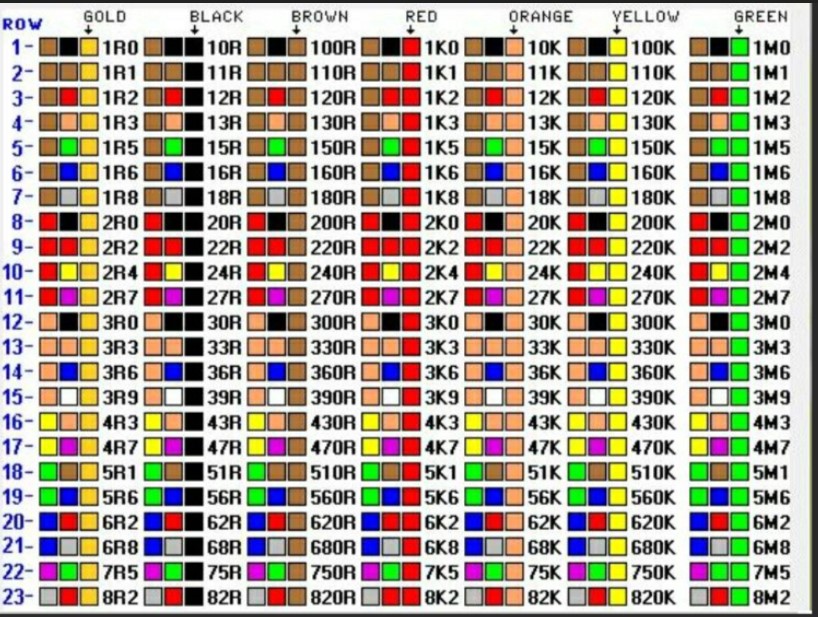 ROW GOLD BLACK BROWN RED ORANGE YELLOW GREEN
1- 1R0 10R 100R 1K0 10K 100K 1M0
2- 1R1 11R 110R 1K1 11K 110K 1M1
3- 1R2 12R 120R 1K2 12K 120K 1M2
4- 1R3 13R 130R 1K3 13K 130K 1M3
5- 1R5 15R 150R 1K5 15K 150K 1M5
6- 1R6 16R 160R 1K6 16K 160K 1M6
7- 1R8 18R 180R 1K8 18K 180K 1M8
8- 2R0 20R 200R 2K0 20K 200K 2M0
9- 2R2 22R 220R 2K2 22K 220K 2M2
10- 2R4 24R 240R 2K4 24K 240K 2M4
11- 2R7 27R 270R 2K7 27K 270K 2M7
12- 3R0 30R 300R 3K0 30K 300K 3M0
13- 3R3 33R 330R 3K3 33K 330K 3M3
14- 3R6 36R 360R 3K6 36K 360K 3M6
15- 3R9 39R 390R 3K9 39K 390K 3M9
16- 4R3 43R 430R 4K3 43K 430K 4M3
17- 4R7 47R 470R 4K7 47K 470K 4M7
18- 5R1 51R 510R 5K1 51K 510K 5M1
19- 5R6 56R 560R 5K6 56K 560K 5M6
20- 6R2 62R 620R 6K2 62K 620K 6M2
21- 6R8 68R 680R 6K8 68K 680K 6M8
22- 7R5 75R 750R 7K5 75K 750K 7M5
23- 8R2 82R 820R 8K2 82K 820K 8M2